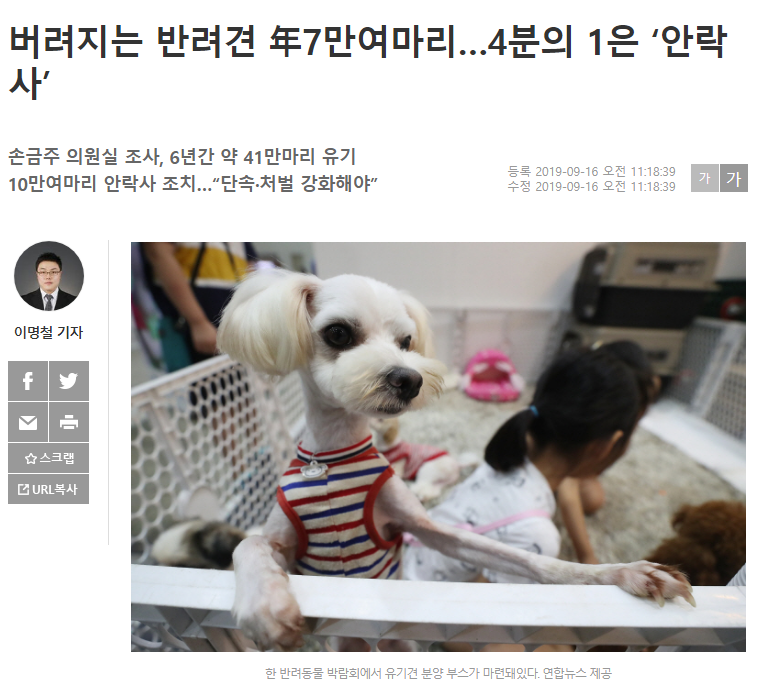 버려지는 반려견 年7만여마리…4분의 1은 ‘안락
사’
손금주 의원실 조사, 6년간 약 41만마리 유기
10만여마리 안락사 조치…“단속·처벌 강화해야”
등록 2019-09-16 오전 11:18:39
수정 2019-09-16 오전 11:18:39
가 가
이명철 기자
스크랩
URL복사
한 반려동물 박람회에서 유기견 분양 부스가 마련돼있다. 연합뉴스 제공